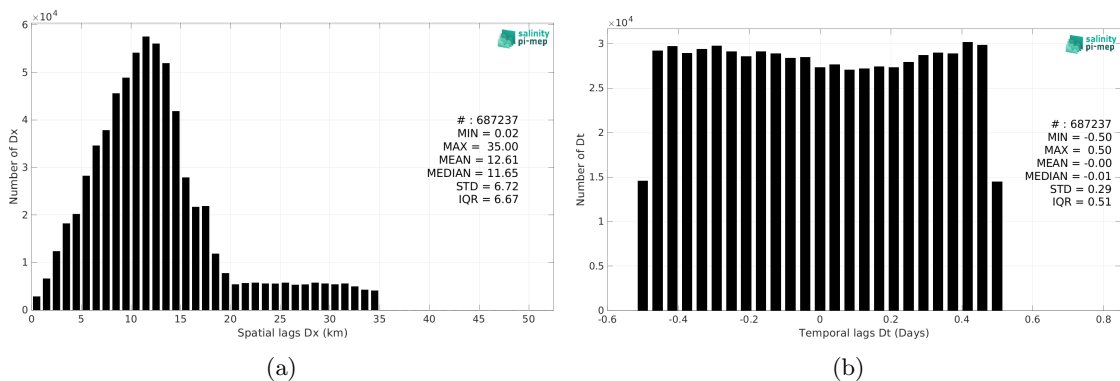 ×10⁴
6
5
4
3
2
1
0
Number of Dx
0 5 10 15 20 25 30 35 40 45 50
Spatial lags Dx (km)
salinity
pi-mep
# : 687237
MIN = 0.02
MAX = 35.00
MEAN = 12.61
MEDIAN = 11.65
STD = 6.72
IQR = 6.67
(a)
×10⁴
3
2.5
2
1.5
1
0.5
0
Number of Dt
-0.6 -0.4 -0.2 0 0.2 0.4 0.6 0.8
Temporal lags Dt (Days)
salinity
pi-mep
# : 687237
MIN = -0.50
MAX = 0.50
MEAN = -0.00
MEDIAN = -0.01
STD = 0.29
IQR = 0.51
(b)